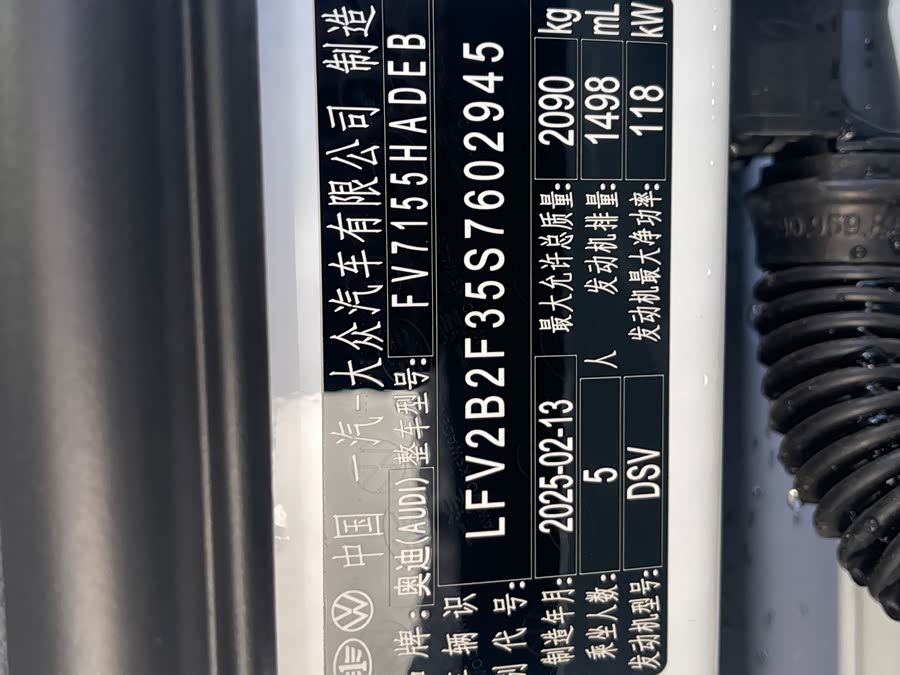 中国一汽-大众汽车有限公司 制造
牌: 奥迪(AUDI) 整车型号: FV7155HADEB
辆识 LFV2B2F35S7602945
代号:
制造年月: 2025-02-13 最大允许总质量: 2090 kg
乘坐人数: 5 人 发动机排量: 1498 mL
发动机型号: DSV 发动机最大净功率: 118 kW